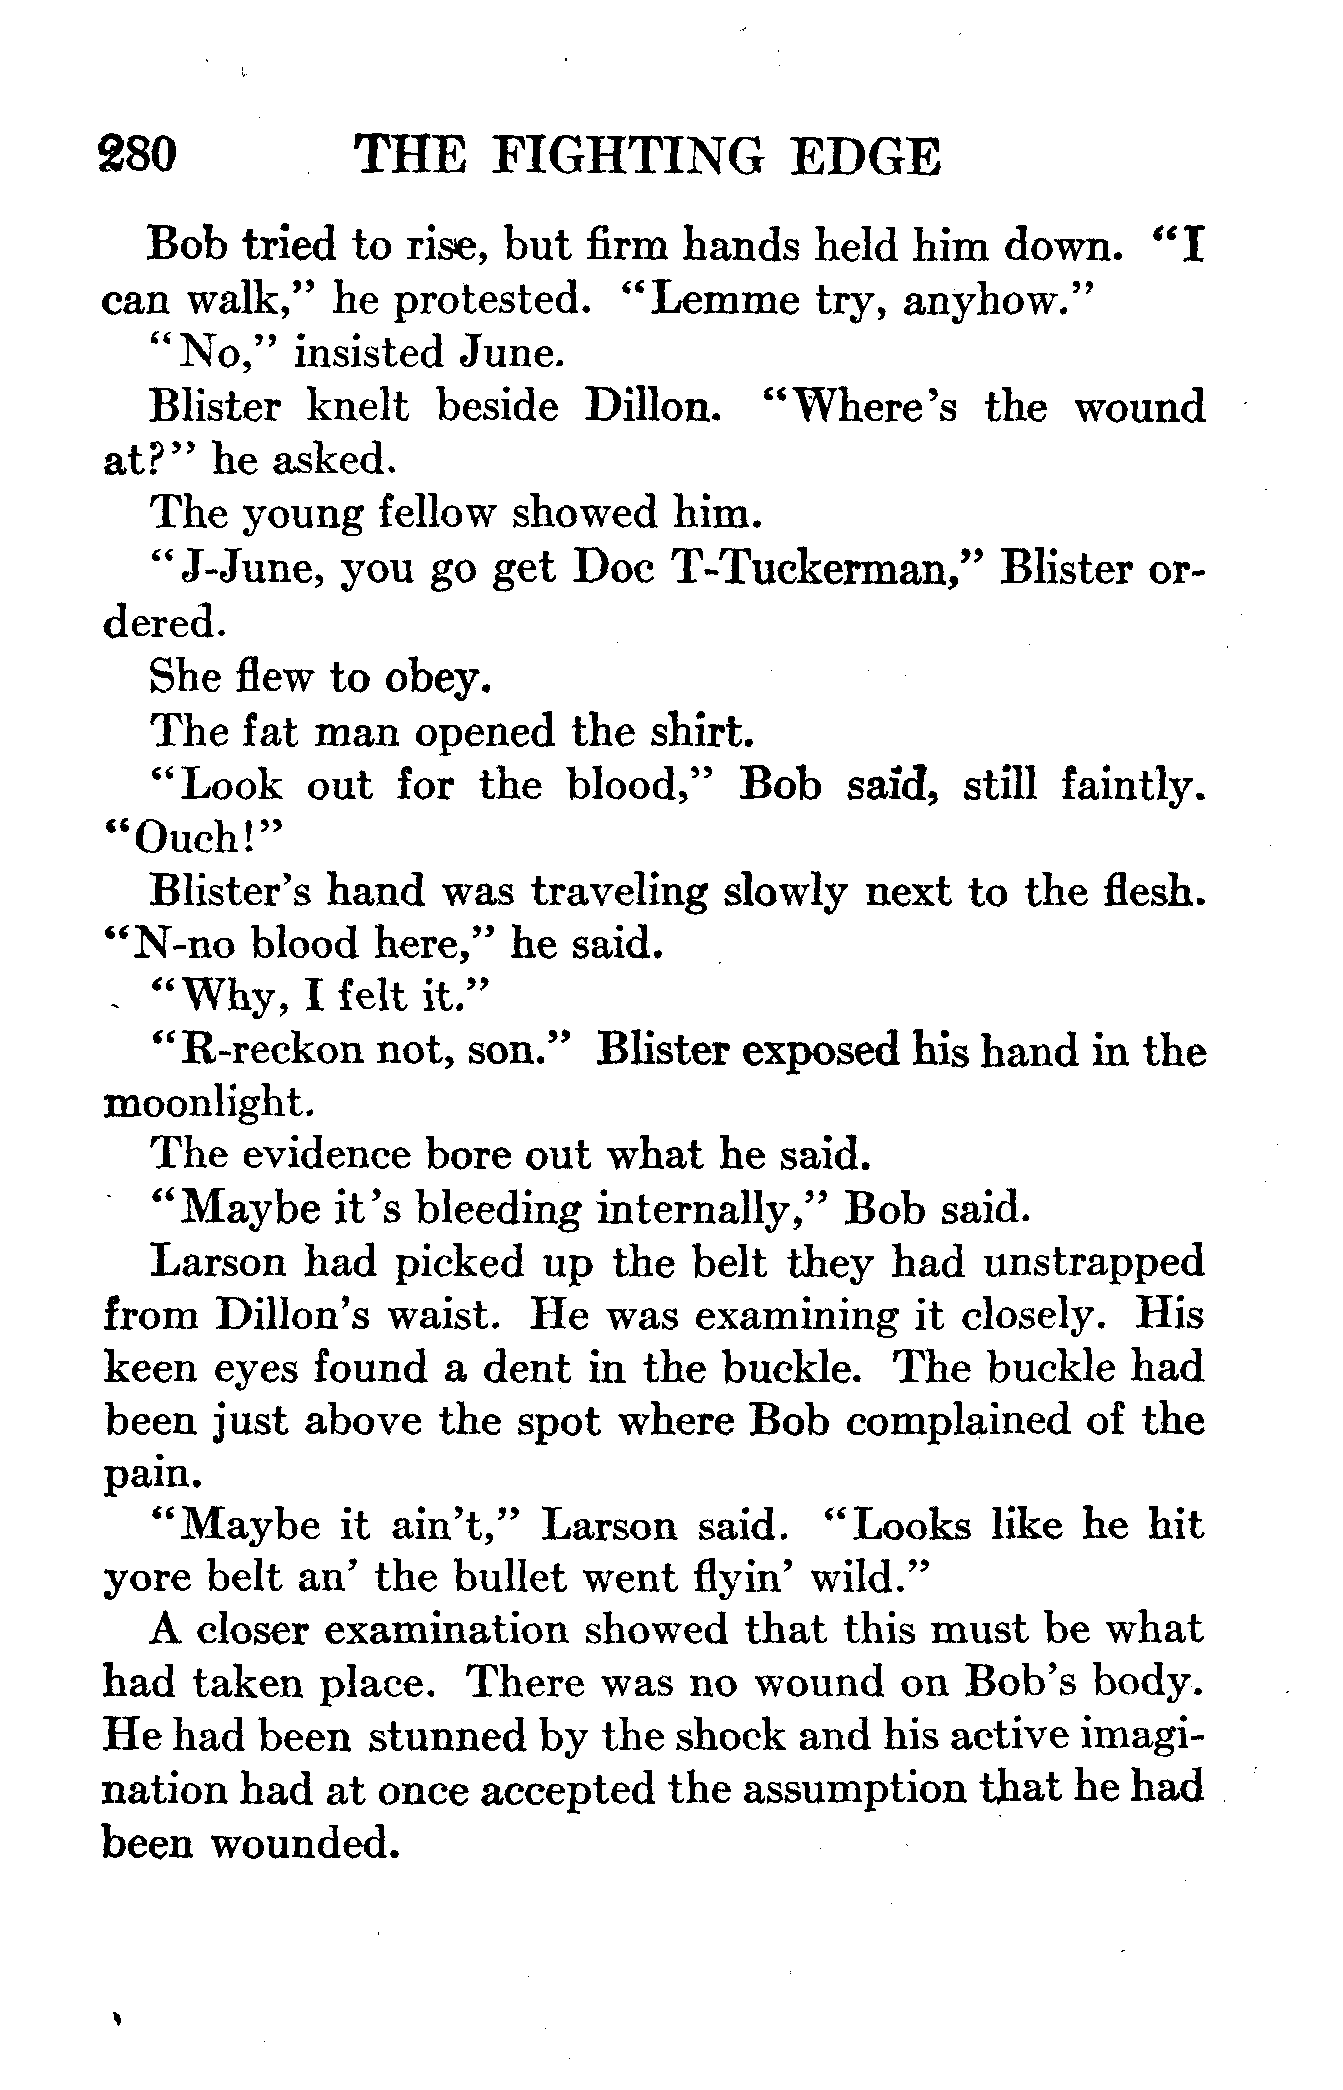 280 THE FIGHTING EDGE
Bob tried to rise, but firm hands held him down. “I
can walk,” he protested. “Lemme try, anyhow.”
“No,” insisted June.
Blister knelt beside Dillon. “Where’s the wound
at?” he asked.
The young fellow showed him.
“J-June, you go get Doc T-Tuckerman,” Blister or-
dered.
She flew to obey.
The fat man opened the shirt.
“Look out for the blood,” Bob said, still faintly.
“Ouch!”
Blister’s hand was traveling slowly next to the flesh.
“N-no blood here,” he said.
“Why, I felt it.”
“R-reckon not, son.” Blister exposed his hand in the
moonlight.
The evidence bore out what he said.
“Maybe it’s bleeding internally,” Bob said.
Larson had picked up the belt they had unstrapped
from Dillon’s waist. He was examining it closely. His
keen eyes found a dent in the buckle. The buckle had
been just above the spot where Bob complained of the
pain.
“Maybe it ain’t,” Larson said. “Looks like he hit
yore belt an’ the bullet went flyin’ wild.”
A closer examination showed that this must be what
had taken place. There was no wound on Bob’s body.
He had been stunned by the shock and his active imagi-
nation had at once accepted the assumption that he had
been wounded.